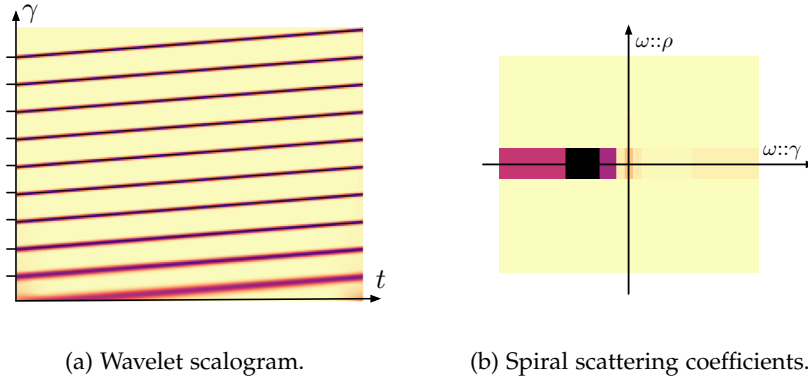 γ
t
(a) Wavelet scalogram.
ω::ρ
ω::γ
(b) Spiral scattering coefficients.